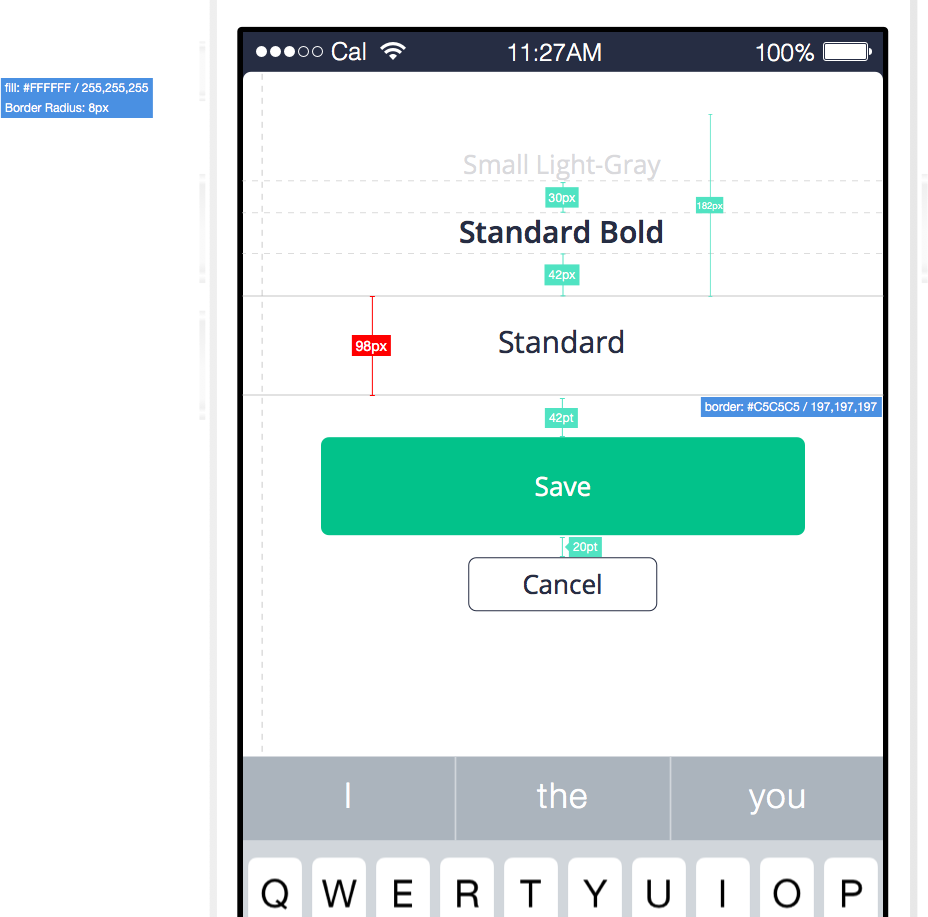 Cal 11:27AM 100%
fill: #FFFFFF / 255,255,255
Border Radius: 8px
Small Light-Gray
30px
182px
Standard Bold
42px
Standard
98px
border: #C5C5C5 / 197,197,197
42pt
Save
20pt
Cancel
I the you
Q W E R T Y U I O P